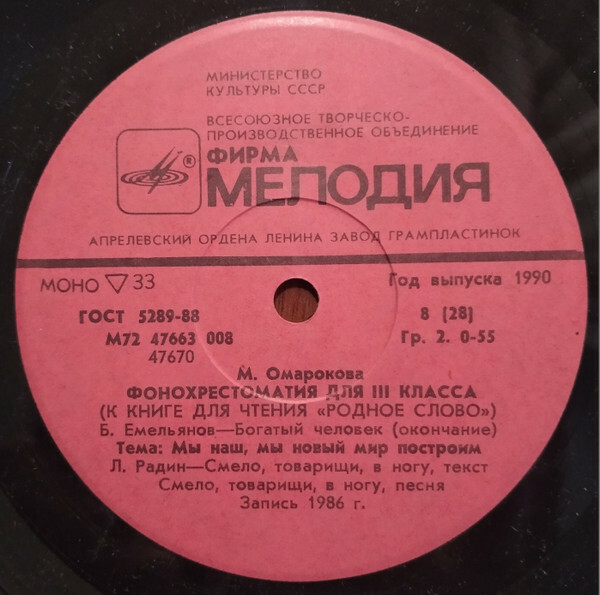 МИНИСТЕРСТВО
КУЛЬТУРЫ СССР
ВСЕСОЮЗНОЕ ТВОРЧЕСКО-
ПРОИЗВОДСТВЕННОЕ ОБЪЕДИНЕНИЕ
ФИРМА
®
МЕЛОДИЯ
АПРЕЛЕВСКИЙ ОРДЕНА ЛЕНИНА ЗАВОД ГРАМПЛАСТИНОК
МОНО 33
Год выпуска 1990
ГОСТ 5289-88
8 (28)
М72 47663 008
Гр. 2. 0-55
47670
М. Омарокова
ФОНОХРЕСТОМАТИЯ ДЛЯ III КЛАССА
(К КНИГЕ ДЛЯ ЧТЕНИЯ «РОДНОЕ СЛОВО»)
Б. Емельянов—Богатый человек (окончание)
Тема: Мы наш, мы новый мир построим
Л. Радин—Смело, товарищи, в ногу, текст
Смело, товарищи, в ногу, песня
Запись 1986 г.